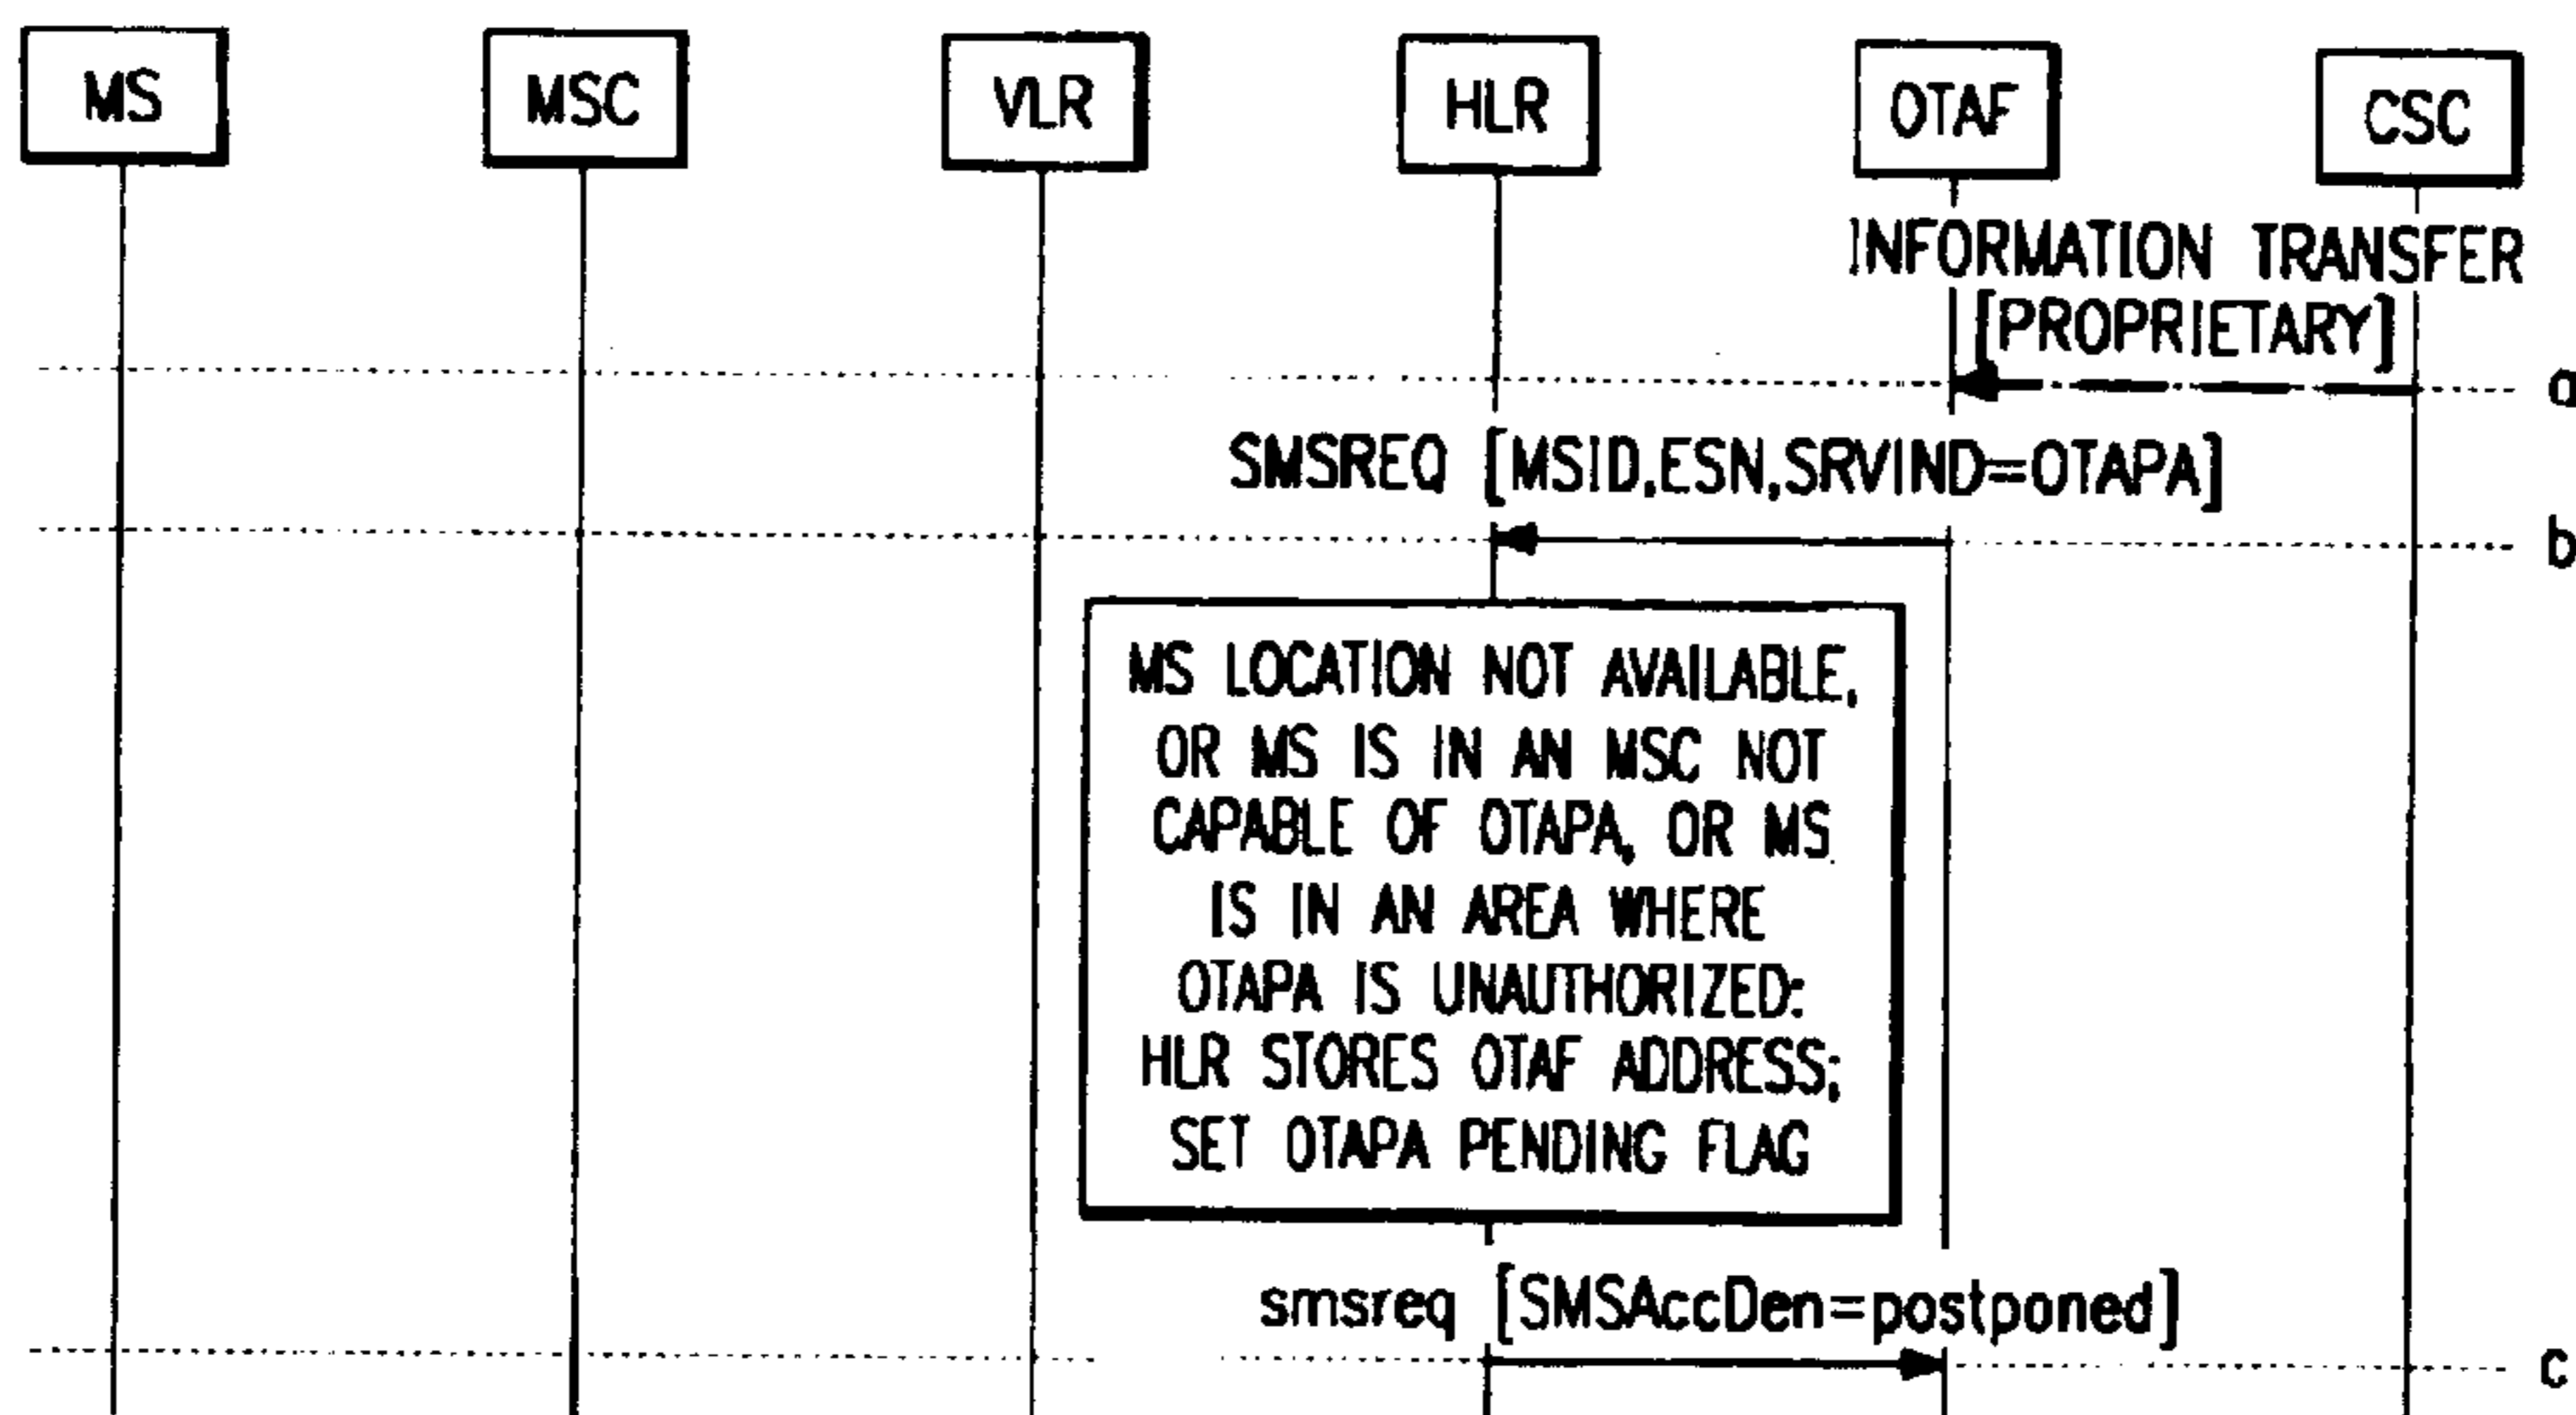 MS MSC VLR HLR OTAF CSC
INFORMATION TRANSFER
[PROPRIETARY]
a
SMSREQ [MSID,ESN,SRVIND=OTAPA]
b
MS LOCATION NOT AVAILABLE,
OR MS IS IN AN MSC NOT
CAPABLE OF OTAPA, OR MS
IS IN AN AREA WHERE
OTAPA IS UNAUTHORIZED:
HLR STORES OTAF ADDRESS;
SET OTAPA PENDING FLAG
smsreq [SMSAccDen=postponed]
c